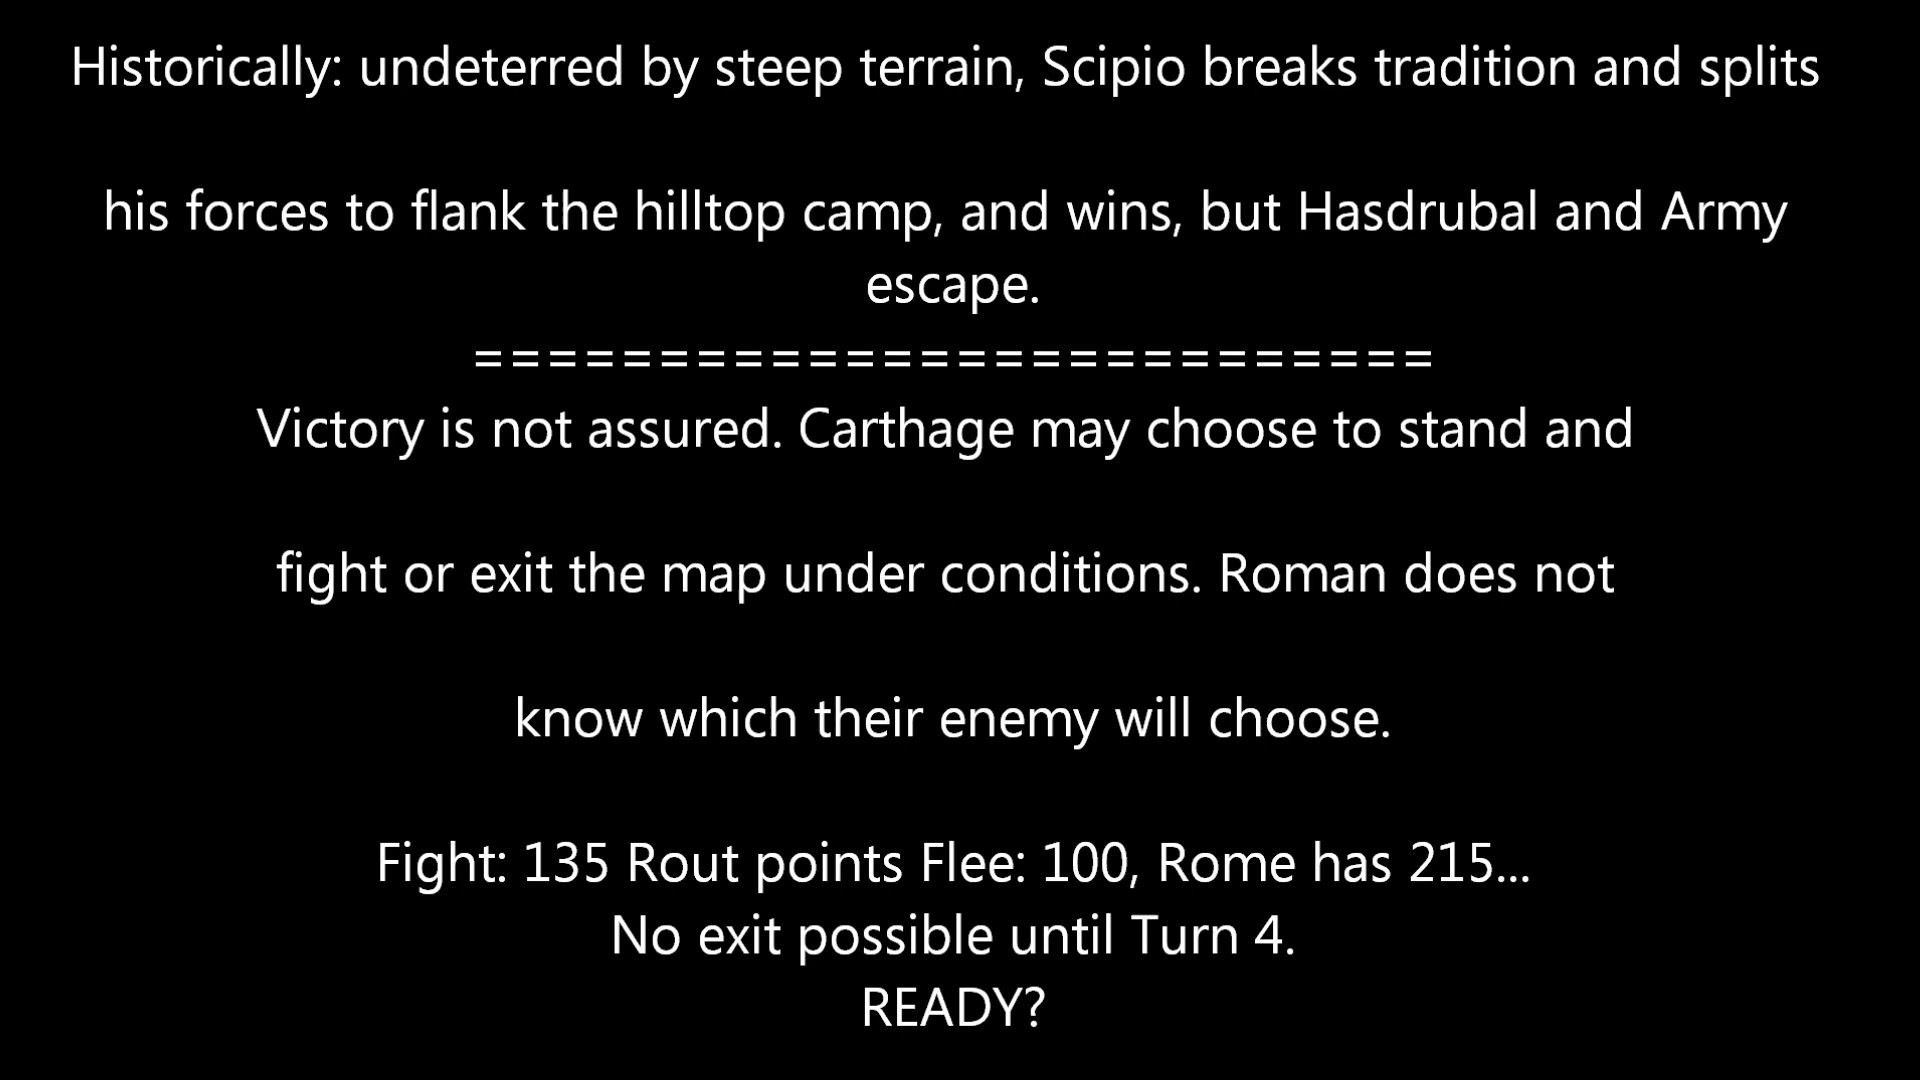 Historically: undeterred by steep terrain, Scipio breaks tradition and splits
his forces to flank the hilltop camp, and wins, but Hasdrubal and Army
escape.
==========================
Victory is not assured. Carthage may choose to stand and
fight or exit the map under conditions. Roman does not
know which their enemy will choose.
Fight: 135 Rout points Flee: 100, Rome has 215...
No exit possible until Turn 4.
READY?